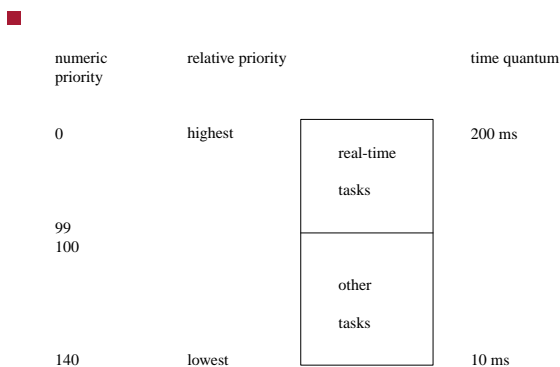 numeric priority relative priority time quantum
0 highest 200 ms
real-time
tasks
99
100
other
tasks
140 lowest 10 ms